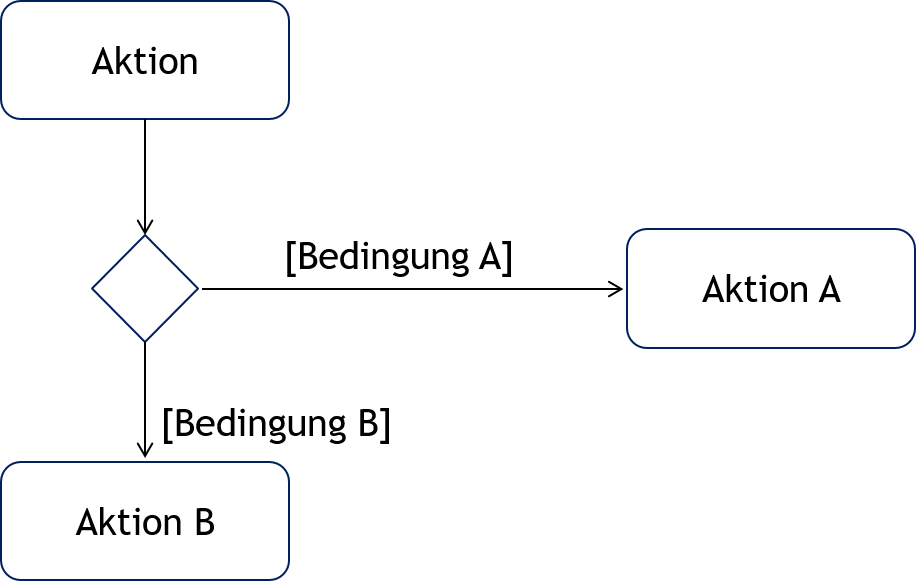 Aktion
[Bedingung A]
Aktion A
[Bedingung B]
Aktion B